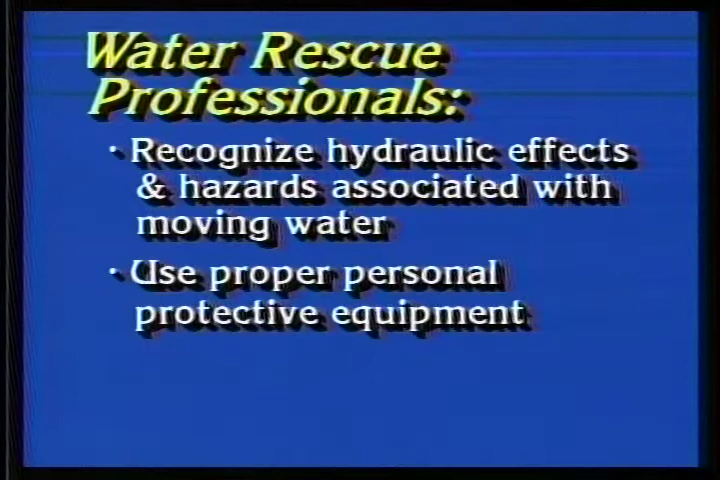 Water Rescue
Professionals:
· Recognize hydraulic effects
& hazards associated with
moving water
· Use proper personal
protective equipment